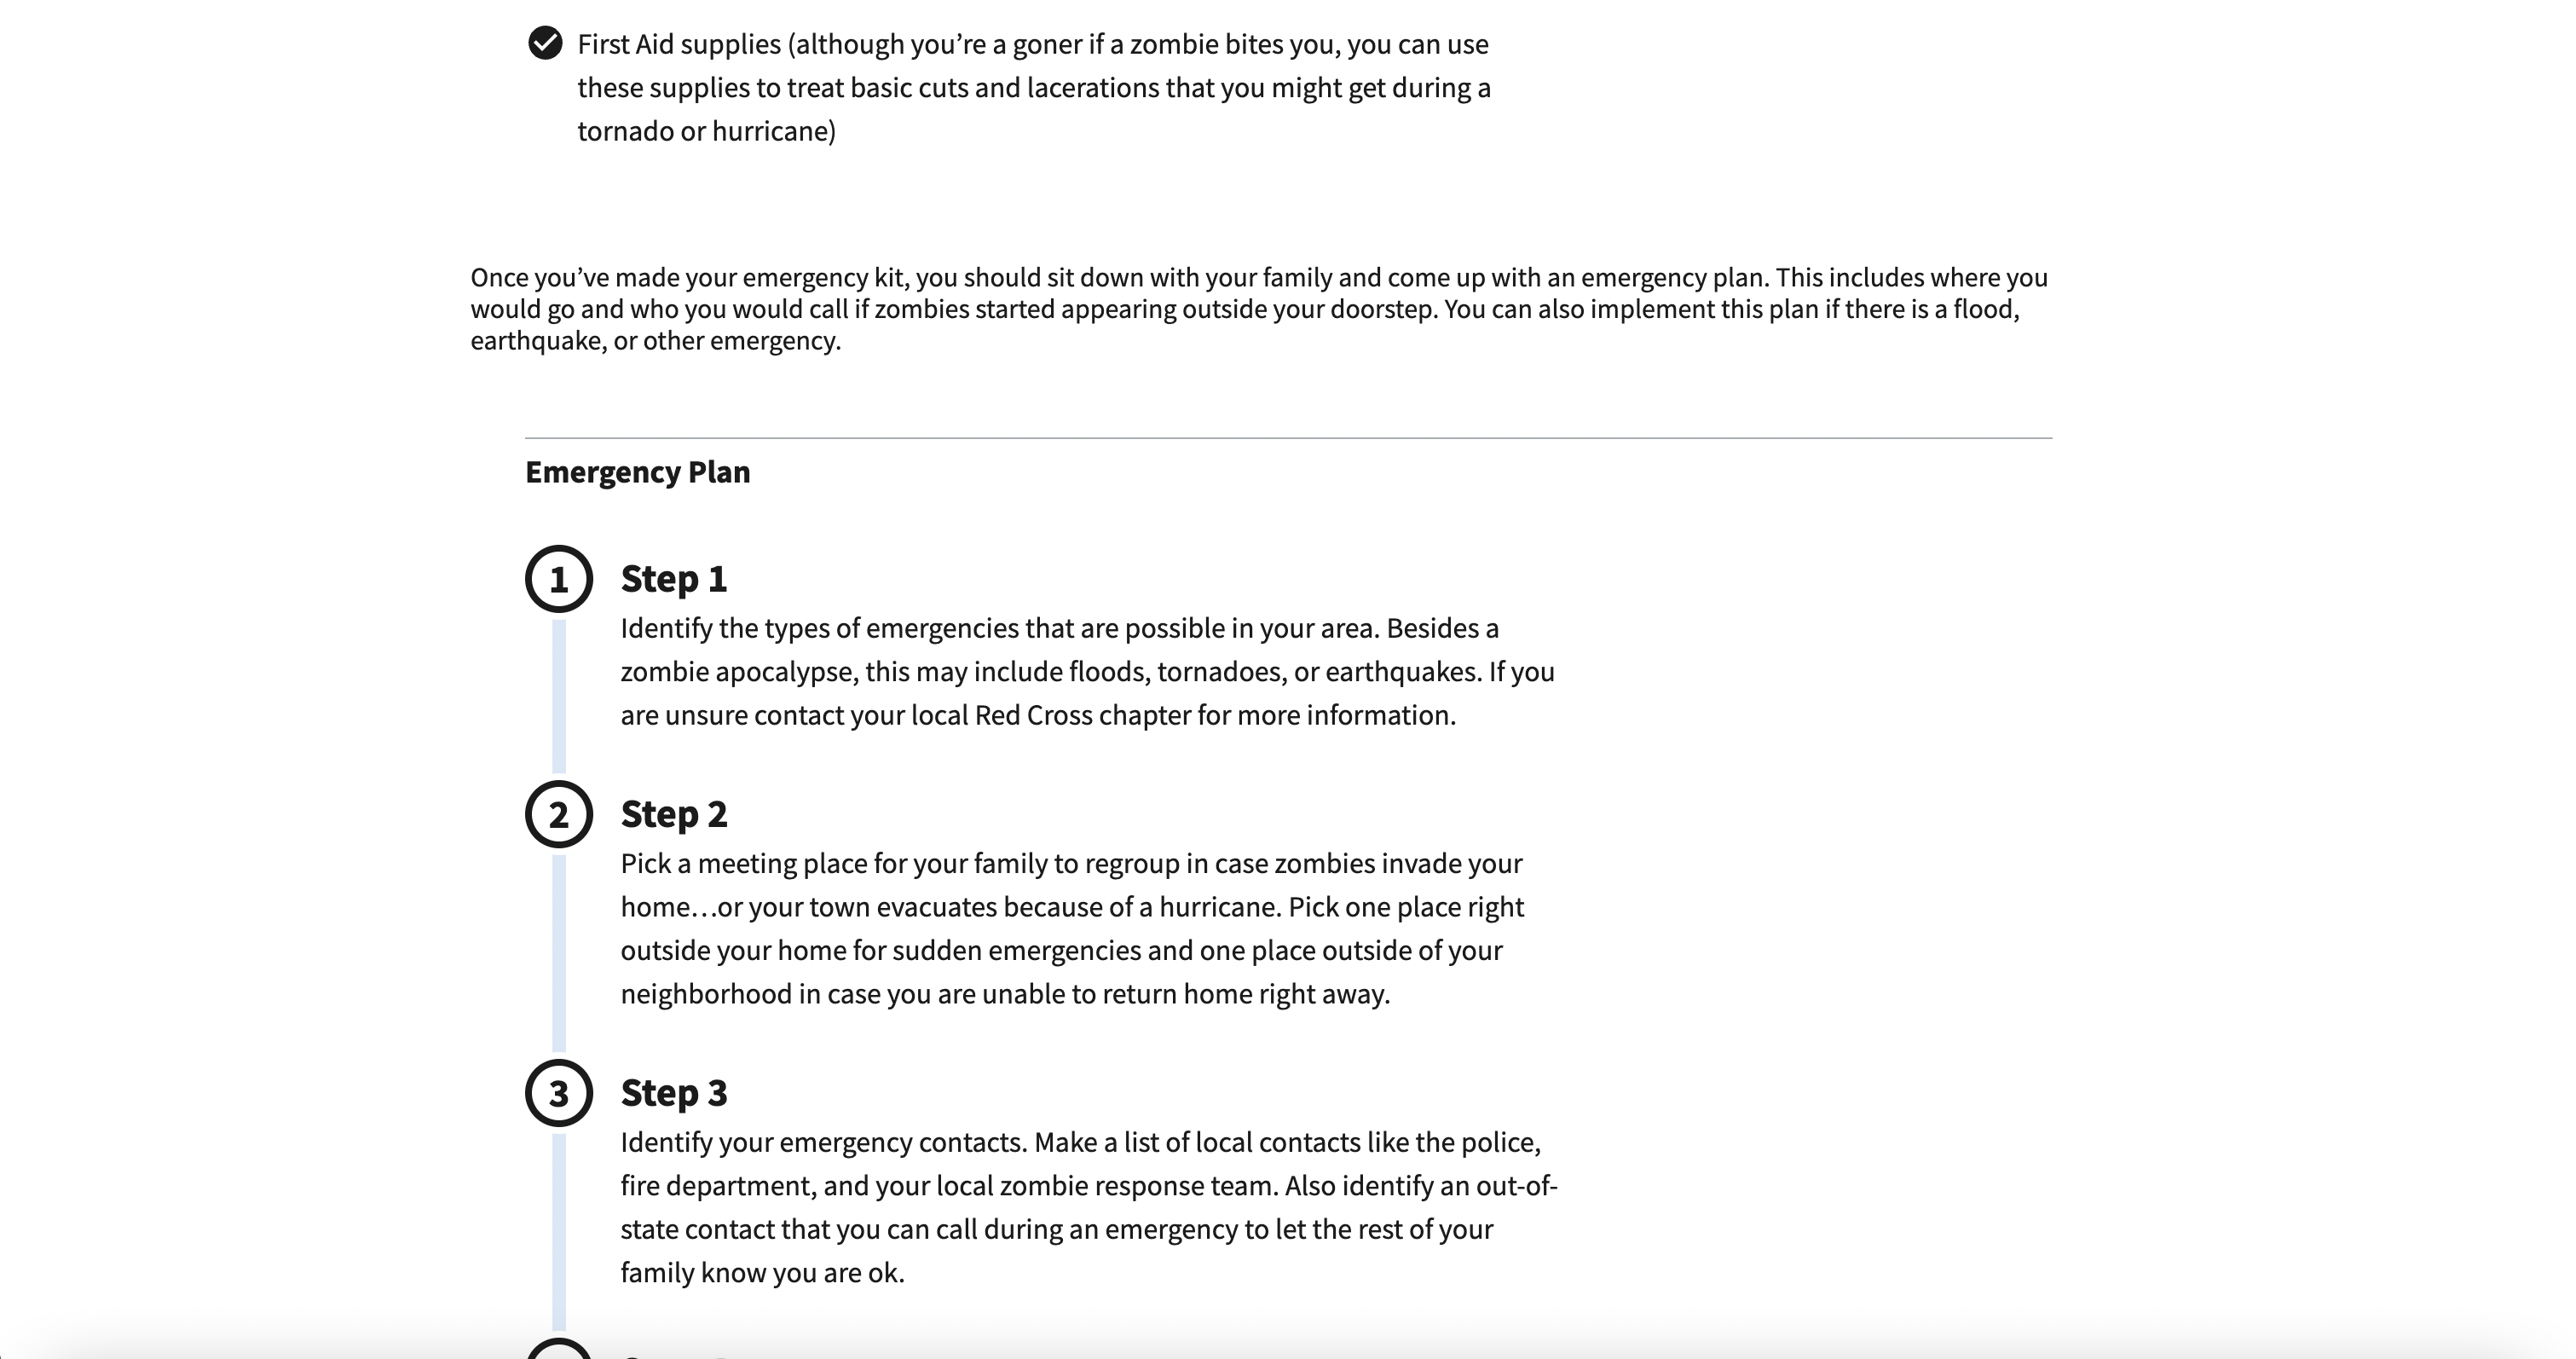 First Aid supplies (although you’re a goner if a zombie bites you, you can use
these supplies to treat basic cuts and lacerations that you might get during a
tornado or hurricane)
Once you’ve made your emergency kit, you should sit down with your family and come up with an emergency plan. This includes where you
would go and who you would call if zombies started appearing outside your doorstep. You can also implement this plan if there is a flood,
earthquake, or other emergency.
Emergency Plan
1 Step 1
Identify the types of emergencies that are possible in your area. Besides a
zombie apocalypse, this may include floods, tornadoes, or earthquakes. If you
are unsure contact your local Red Cross chapter for more information.
2 Step 2
Pick a meeting place for your family to regroup in case zombies invade your
home…or your town evacuates because of a hurricane. Pick one place right
outside your home for sudden emergencies and one place outside of your
neighborhood in case you are unable to return home right away.
3 Step 3
Identify your emergency contacts. Make a list of local contacts like the police,
fire department, and your local zombie response team. Also identify an out-of-
state contact that you can call during an emergency to let the rest of your
family know you are ok.